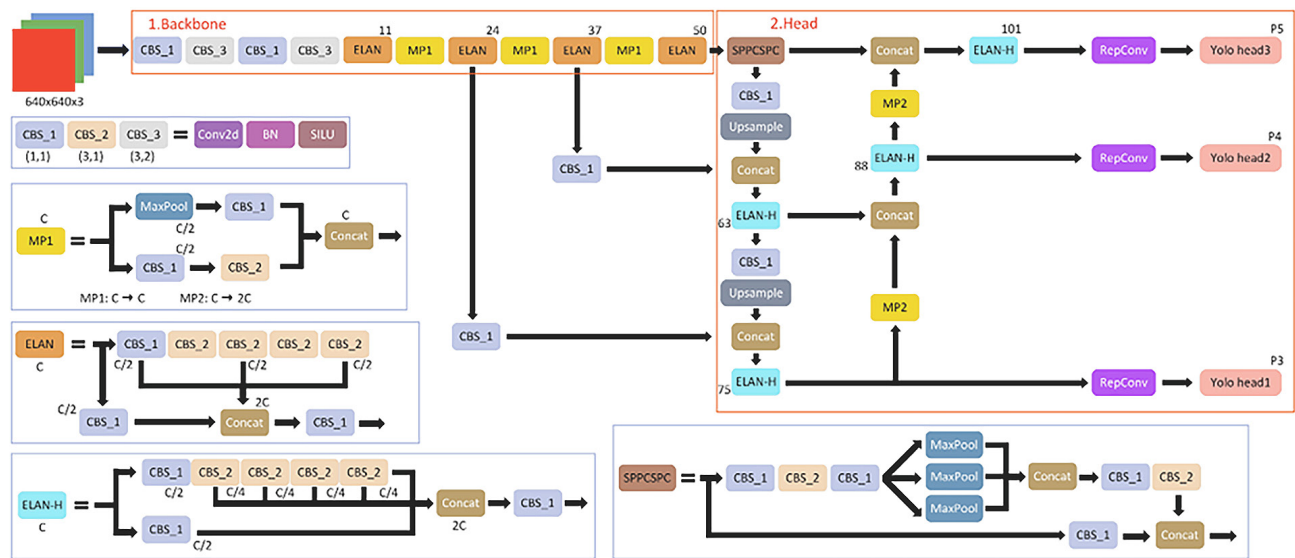 1.Backbone
11
24
37
50
CBS_1 CBS_3 CBS_1 CBS_3 ELAN MP1 ELAN MP1 ELAN MP1 ELAN
640x640x3
2.Head
101
P5
SPPCSPC
Concat
ELAN-H
RepConv
Yolo head3
CBS_1
MP2
Upsample
P4
CBS_1
Concat
88
ELAN-H
RepConv
Yolo head2
63
ELAN-H
Concat
CBS_1
Upsample
MP2
CBS_1
Concat
P3
75
ELAN-H
RepConv
Yolo head1
CBS_1 CBS_2 CBS_3 = Conv2d BN SILU
(1,1) (3,1) (3,2)
C
MP1
=
MaxPool
CBS_1
C/2
C/2
CBS_1
CBS_2
C
Concat
MP1: C → C
MP2: C → 2C
ELAN
=
C
CBS_1 CBS_2 CBS_2 CBS_2 CBS_2
C/2
C/2
C/2
C/2
CBS_1
2C
Concat
CBS_1
ELAN-H
=
C
CBS_1 CBS_2 CBS_2 CBS_2 CBS_2
C/2
C/4
C/4
C/4
C/4
CBS_1
C/2
Concat
2C
CBS_1
SPPCSPC
=
CBS_1
CBS_2
CBS_1
MaxPool
MaxPool
MaxPool
Concat
CBS_1
CBS_2
CBS_1
Concat